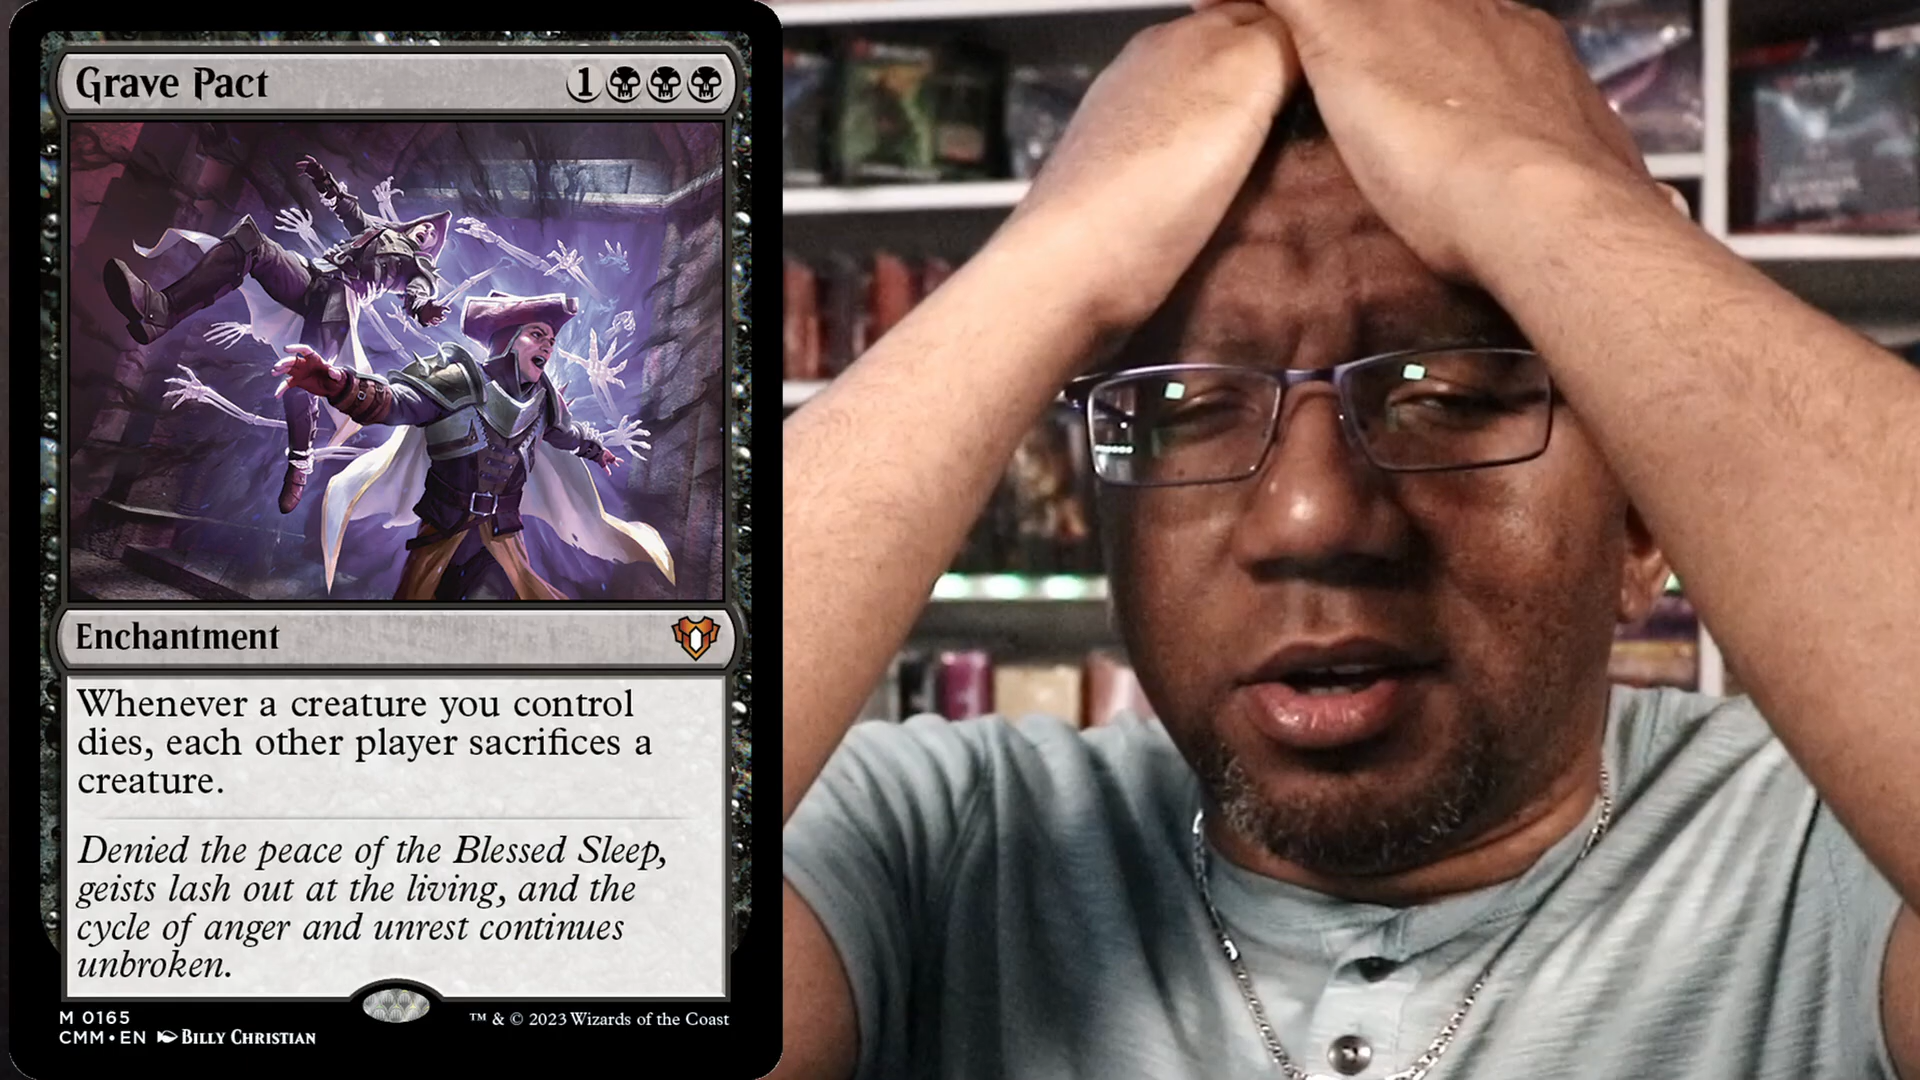 Grave Pact 1
Enchantment
Whenever a creature you control
dies, each other player sacrifices a
creature.
Denied the peace of the Blessed Sleep,
geists lash out at the living, and the
cycle of anger and unrest continues
unbroken.
M 0165
CMM • EN BILLY CHRISTIAN
™ & © 2023 Wizards of the Coast